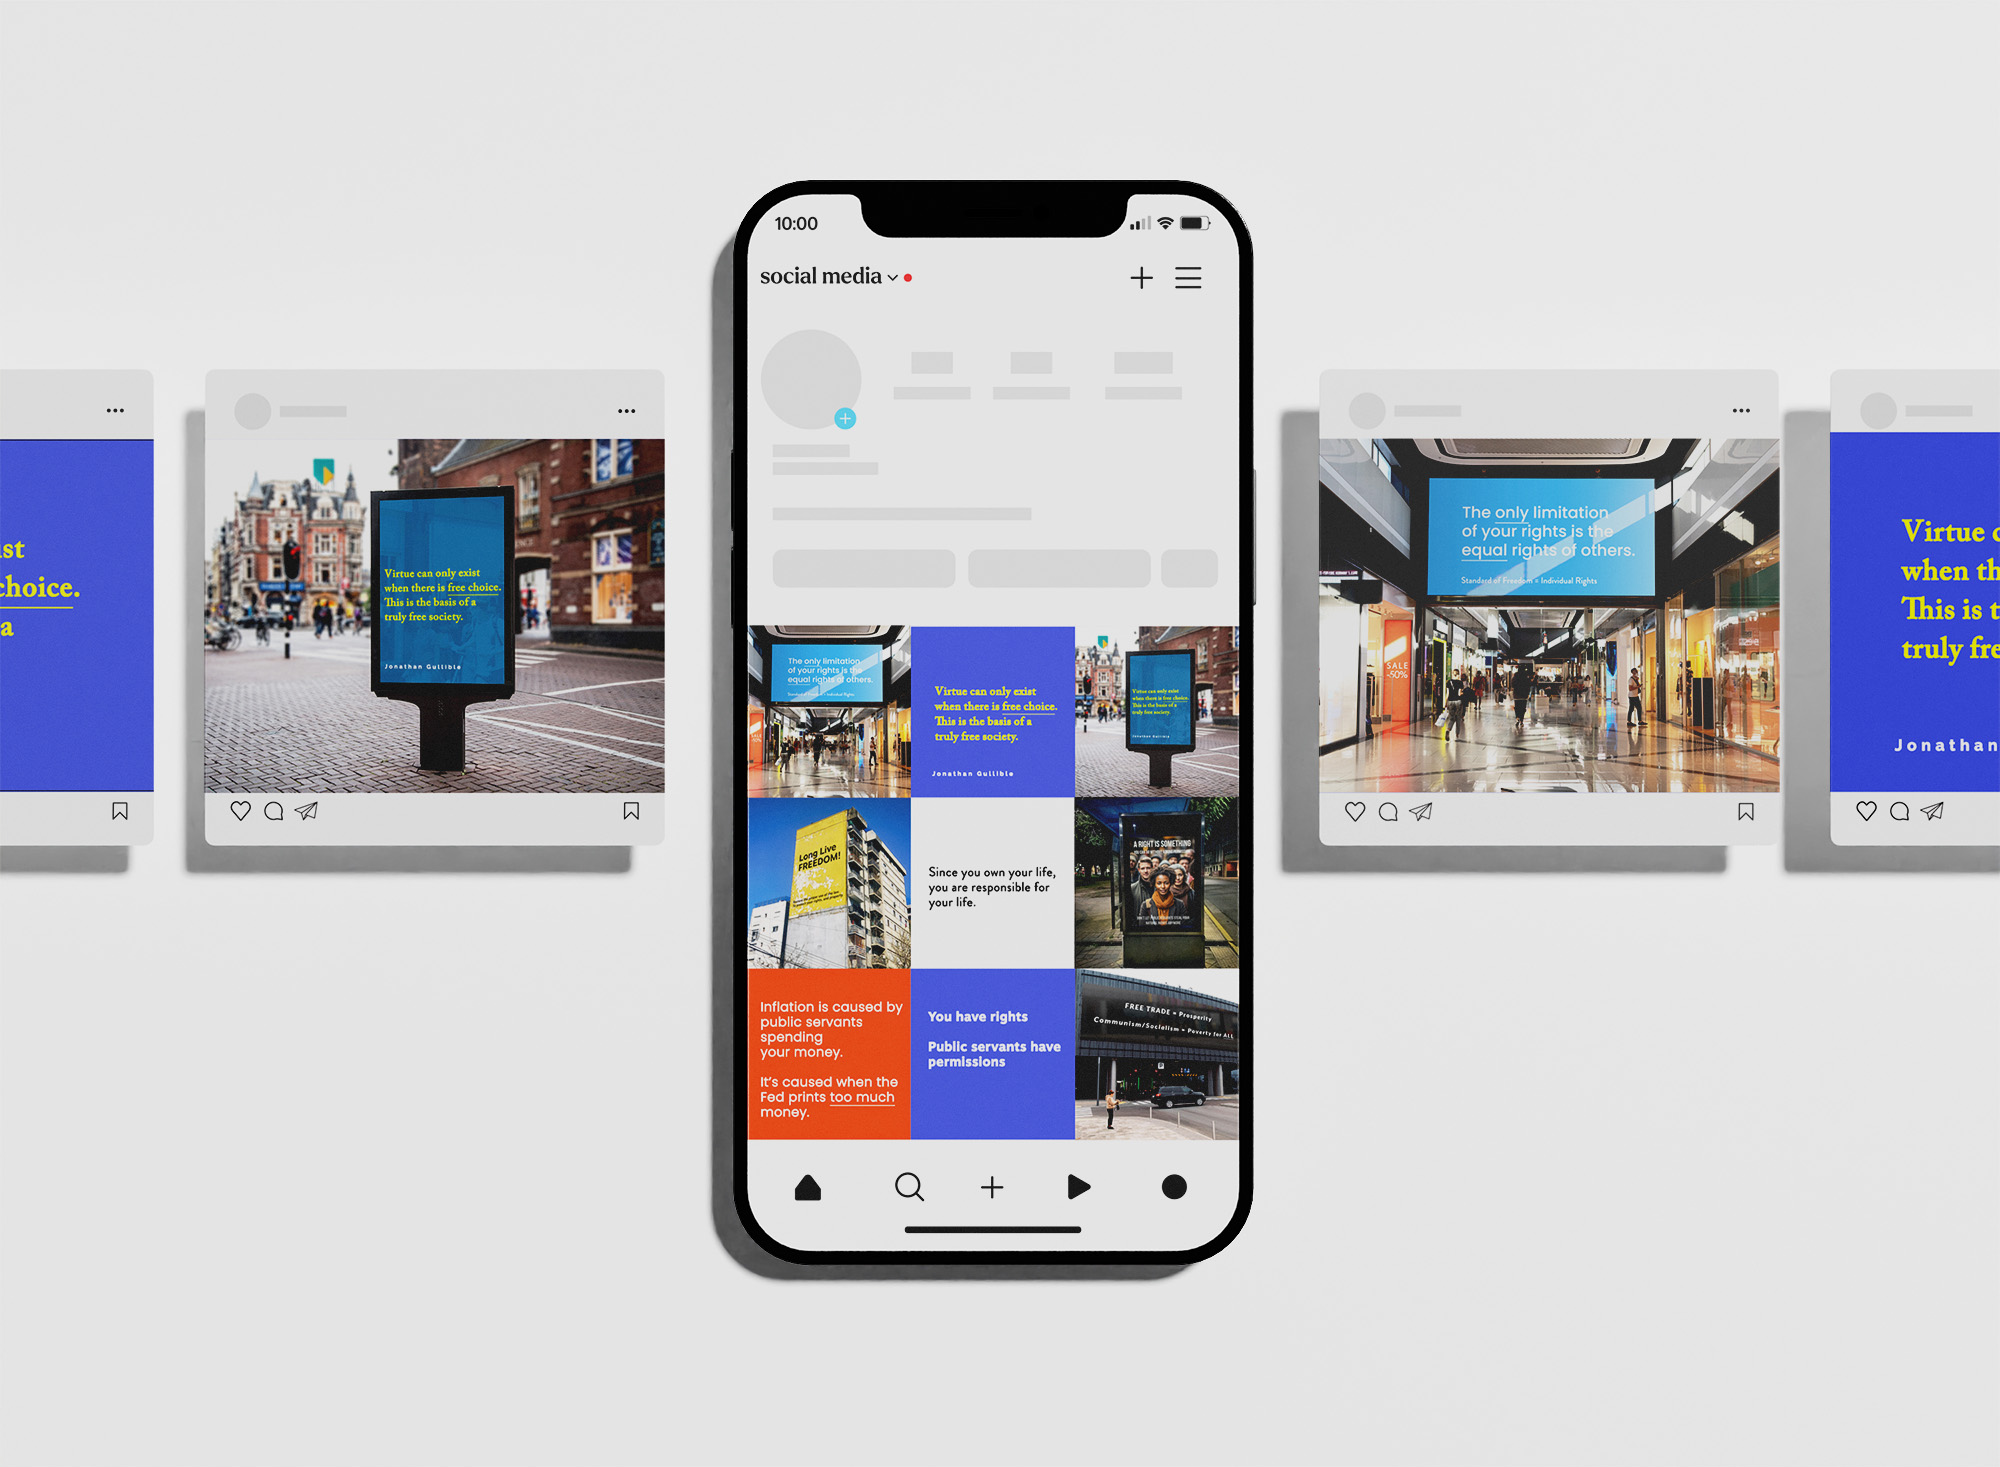 10:00
social media
ist
choice.
a
Virtue can only exist
when there is free choice.
This is the basis of a
truly free society.
Jonathan Gullible
The only limitation
of your rights is the
equal rights of others.
Standard of Freedom = Individual Rights
SALE
-50%
Virtue c
when th
This is t
truly fre
Jonathan
The only limitation
of your rights is the
equal rights of others.
Standard of Freedom = Individual Rights
Virtue can only exist
when there is free choice.
This is the basis of a
truly free society.
Jonathan Gullible
Virtue can only exist
when there is free choice.
This is the basis of a
truly free society.
Jonathan Gullible
Long Live
FREEDOM!
Since you own your life,
you are responsible for
your life.
A RIGHT IS SOMETHING
Inflation is caused by
public servants
spending
your money.
It's caused when the
Fed prints too much
money.
You have rights
Public servants have
permissions
FREE TRADE = Prosperity
Communism/Socialism = Poverty for ALL
P